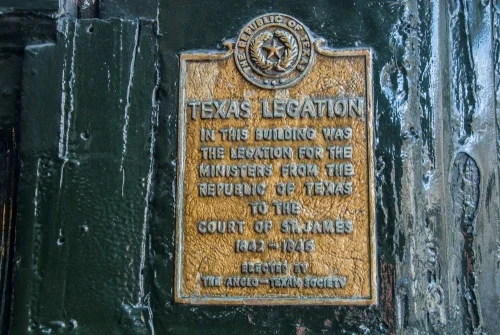 THE REPUBLIC OF TEXAS
TEXAS LEGATION
IN THIS BUILDING WAS
THE LEGATION FOR THE
MINISTERS FROM THE
REPUBLIC OF TEXAS
TO THE
COURT OF ST. JAMES
1842 – 1845
ERECTED BY
THE ANGLO – TEXAN SOCIETY